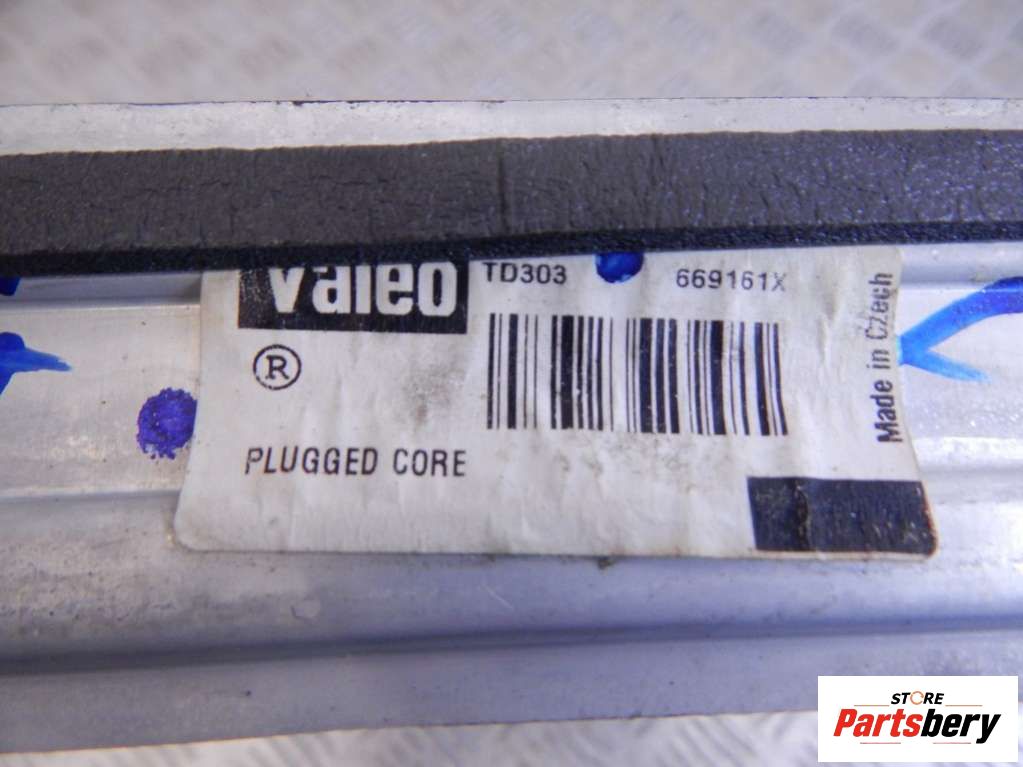 Valeo TD303 669161X
®
PLUGGED CORE
Made in Czech
STORE
Partsbery